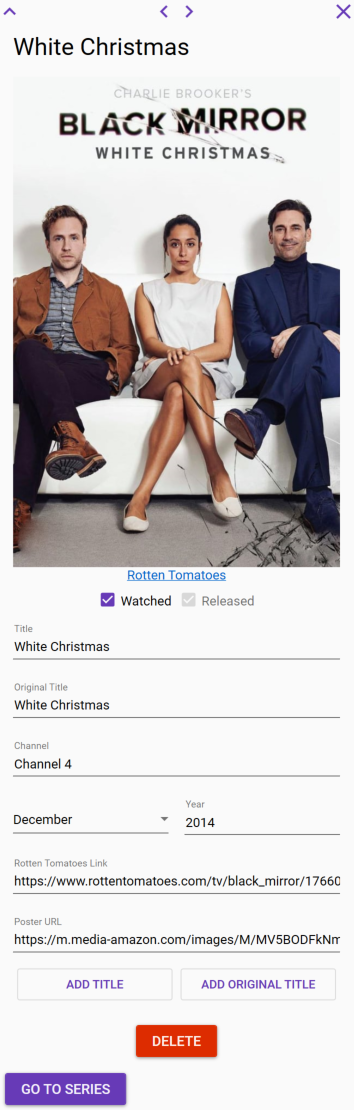 White Christmas
CHARLIE BROOKER'S
BLACK MIRROR
WHITE CHRISTMAS
Rotten Tomatoes
Watched Released
Title
White Christmas
Original Title
White Christmas
Channel
Channel 4
Year
December 2014
Rotten Tomatoes Link
https://www.rottentomatoes.com/tv/black_mirror/17660
Poster URL
https://m.media-amazon.com/images/M/MV5BODFkNm
ADD TITLE ADD ORIGINAL TITLE
DELETE
GO TO SERIES